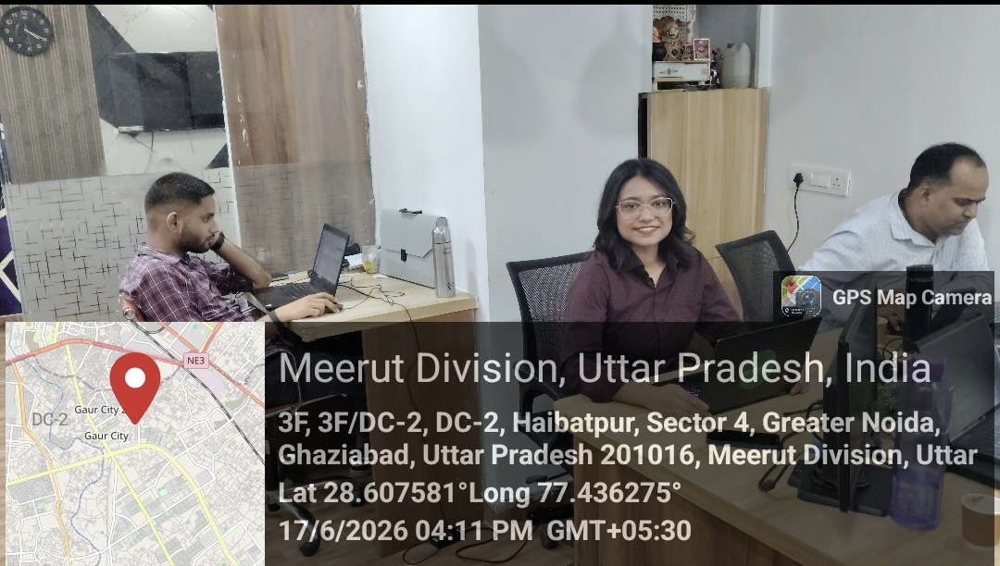 GPS Map Camera
NE3
DC-2
Gaur City 2
Gaur City
Meerut Division, Uttar Pradesh, India
3F, 3F/DC-2, DC-2, Haibatpur, Sector 4, Greater Noida,
Ghaziabad, Uttar Pradesh 201016, Meerut Division, Uttar
Lat 28.607581°Long 77.436275°
17/6/2026 04:11 PM GMT+05:30